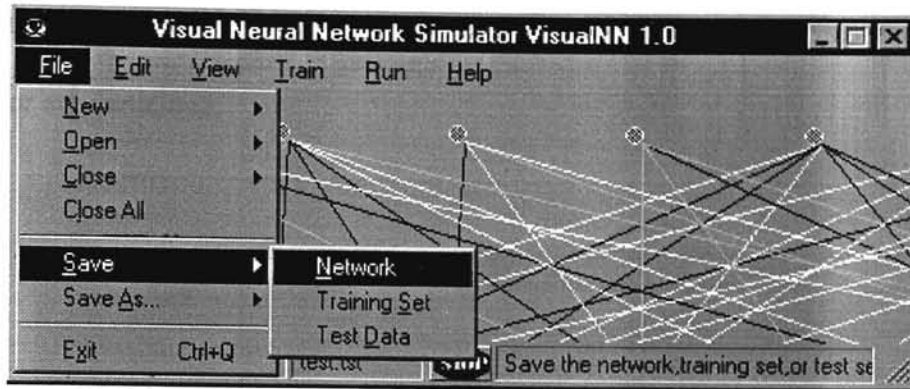 Visual Neural Network Simulator VisualNN 1.0
File Edit View Train Run Help
New
Open
Close
Close All
Save
Save As...
Exit Ctrl+Q
Network
Training Set
Test Data
test.tst
Save the network,training set,or test se